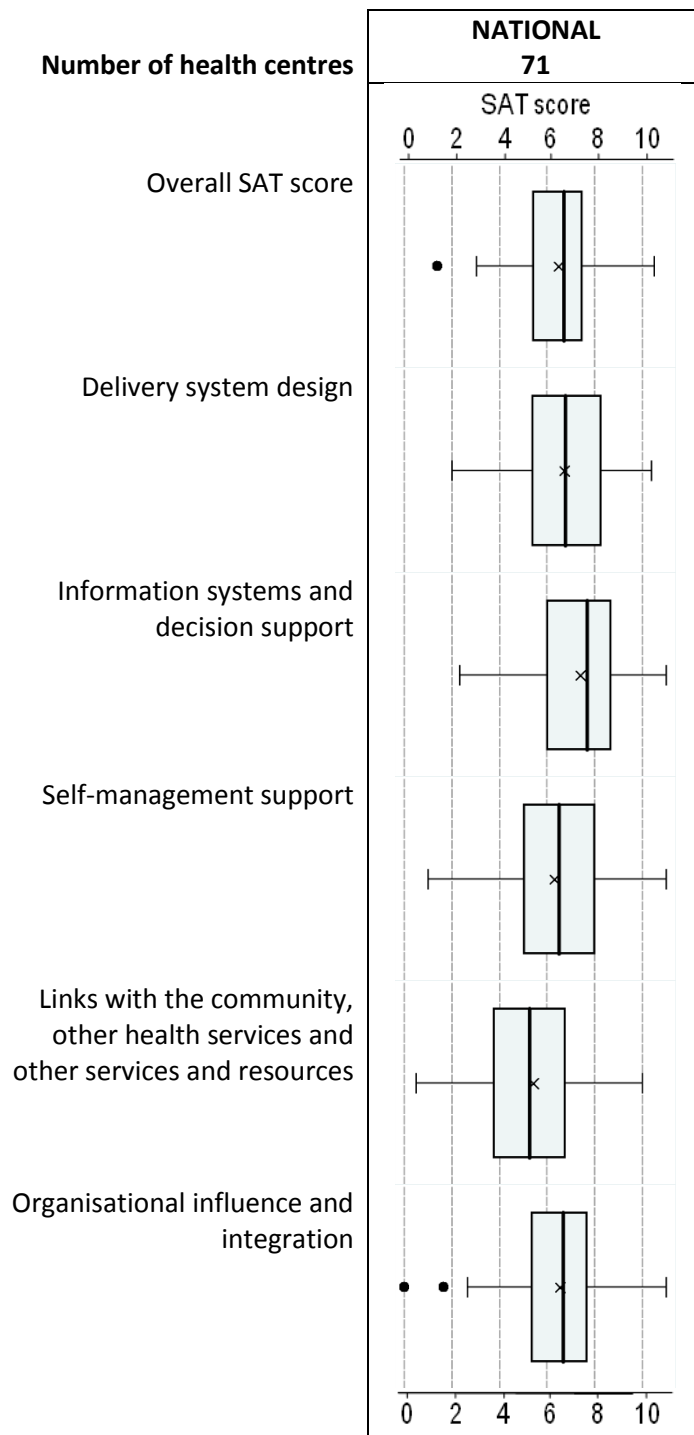 NATIONAL
Number of health centres 71
SAT score
0 2 4 6 8 10
Overall SAT score
Delivery system design
Information systems and
decision support
Self-management support
Links with the community,
other health services and
other services and resources
Organisational influence and
integration
0 2 4 6 8 10